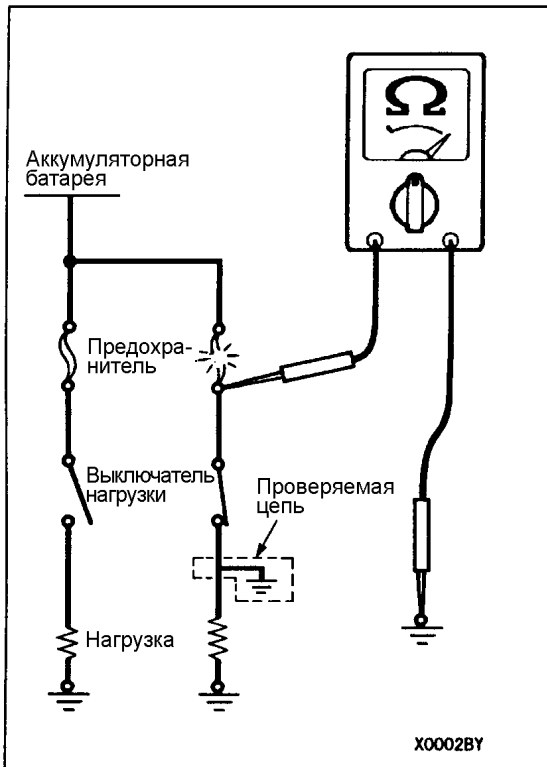 Ω
Аккумуляторная
батарея
Предохра-
нитель
Выключатель
нагрузки
Проверяемая
цепь
Нагрузка
X0002BY